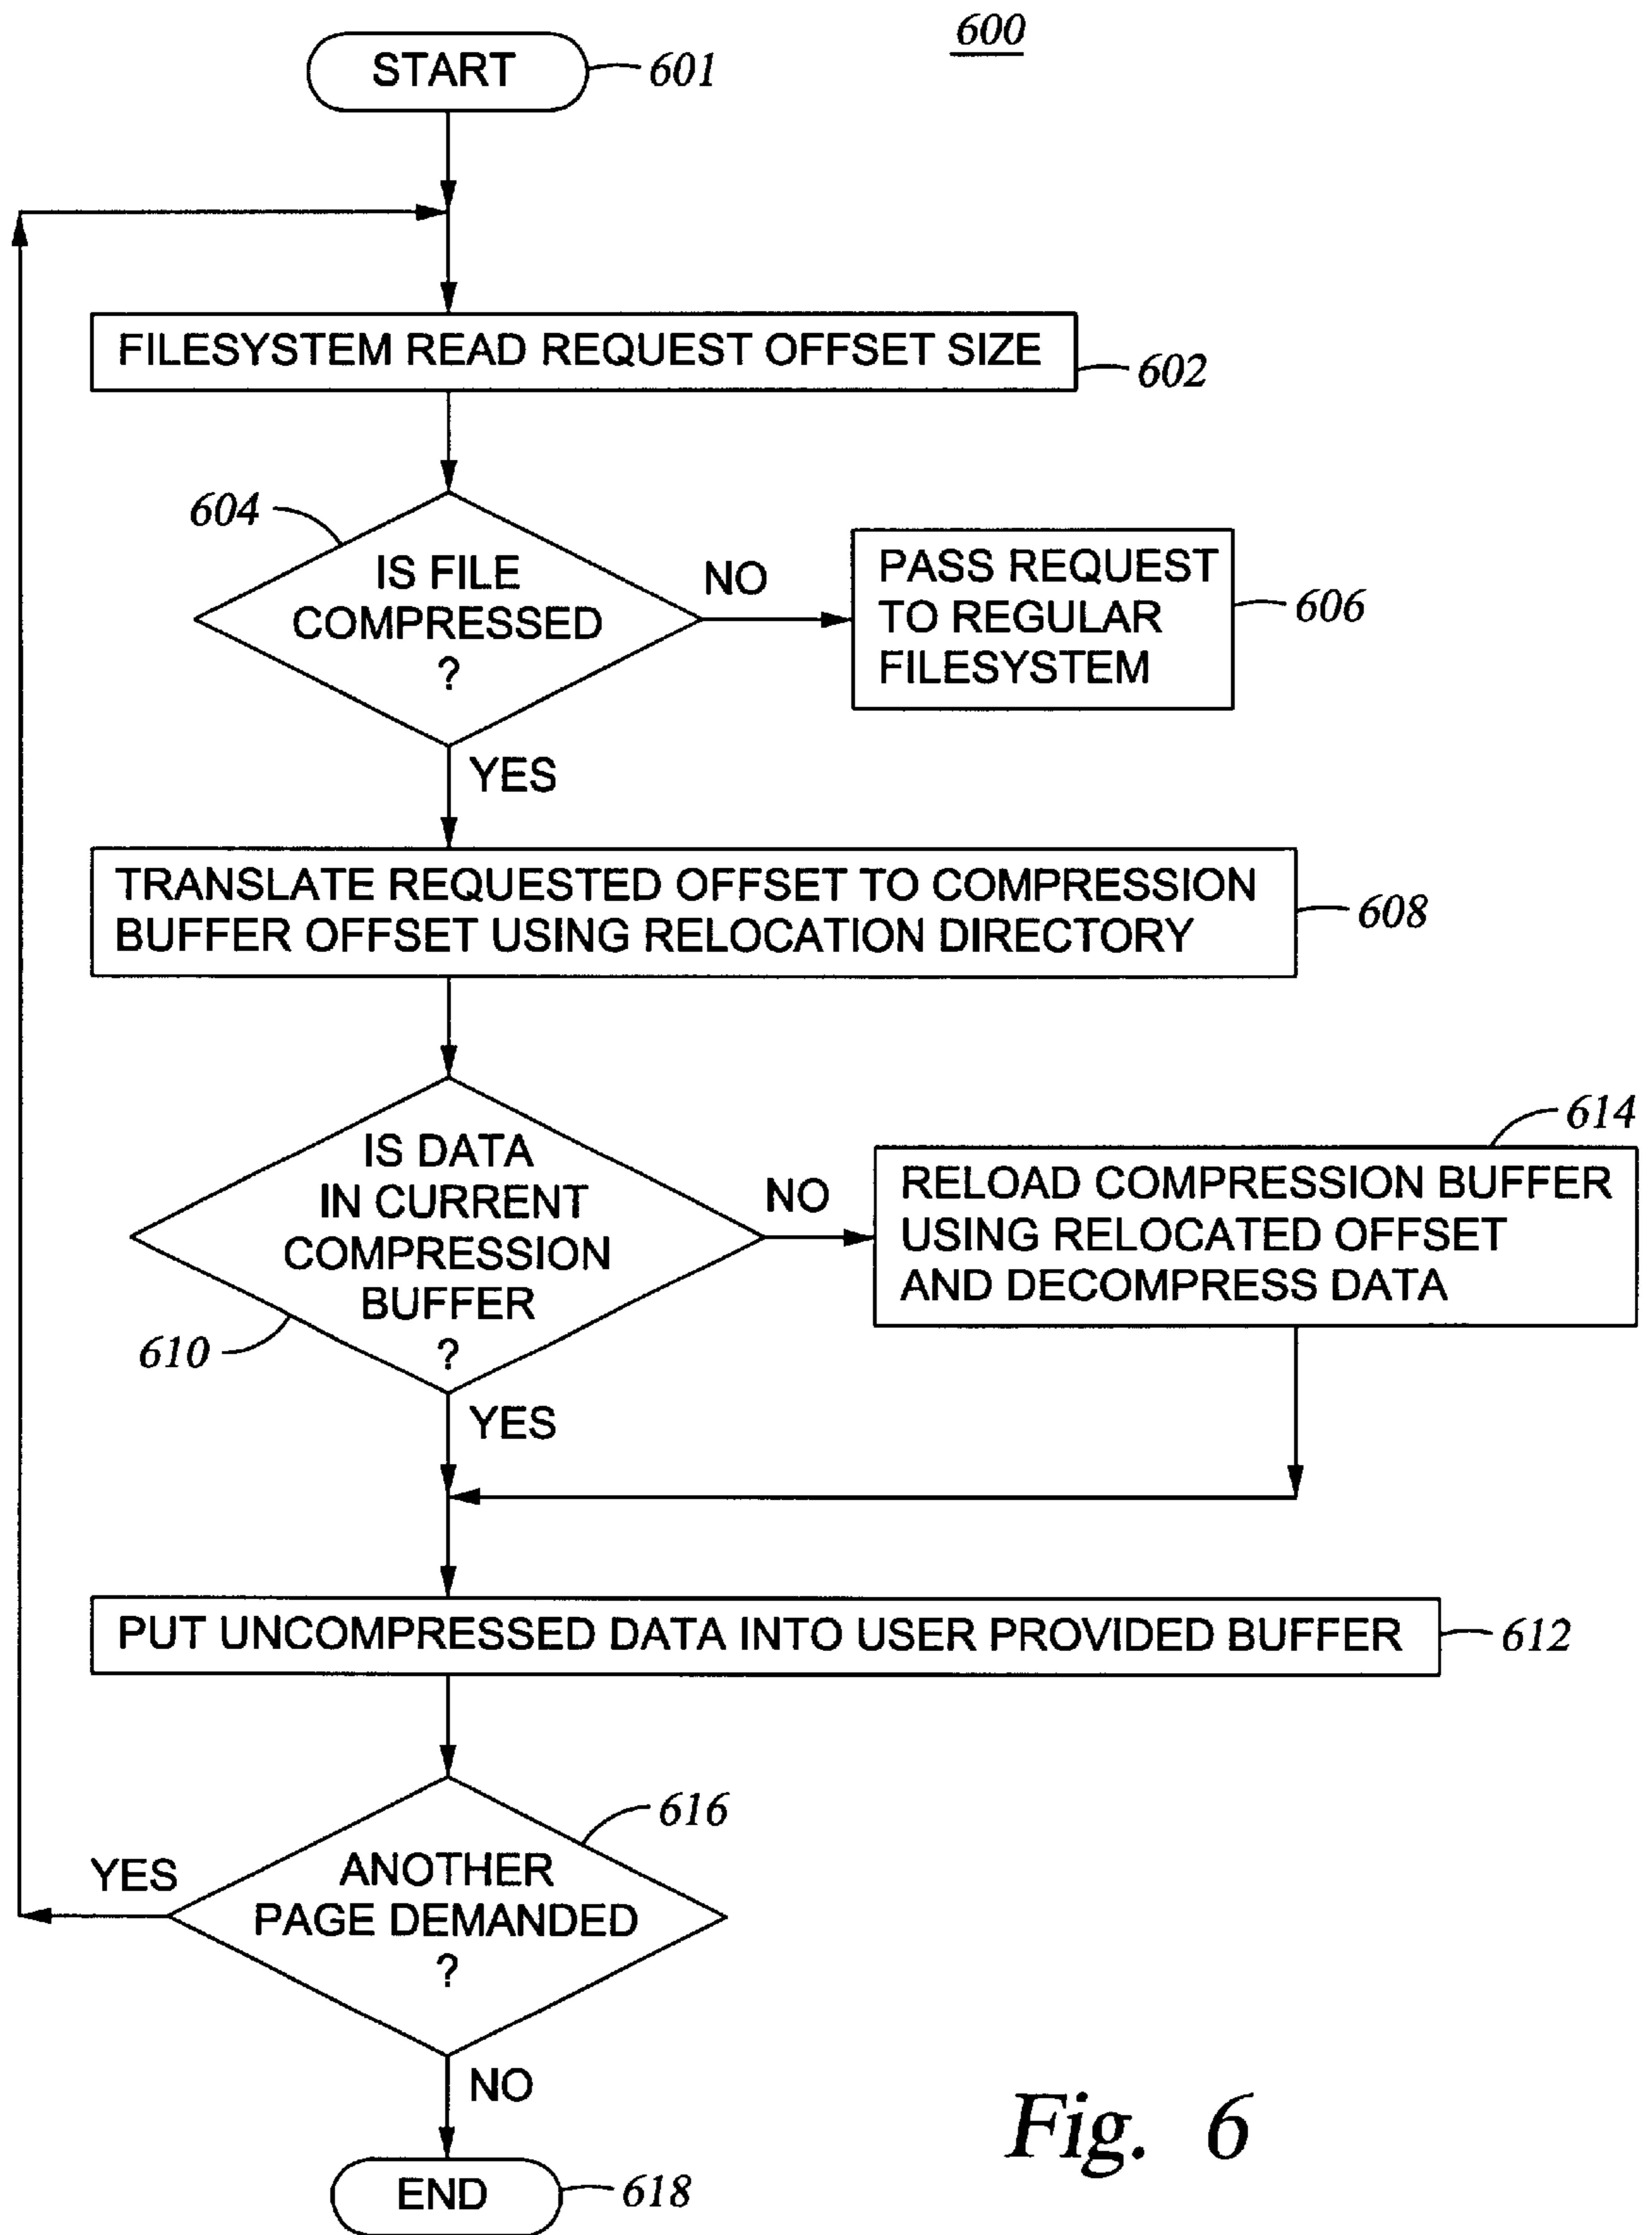 600
START
601
FILESYSTEM READ REQUEST OFFSET SIZE
602
604
IS FILE
COMPRESSED
?
NO
PASS REQUEST
TO REGULAR
FILESYSTEM
606
YES
TRANSLATE REQUESTED OFFSET TO COMPRESSION
BUFFER OFFSET USING RELOCATION DIRECTORY
608
IS DATA
IN CURRENT
COMPRESSION
BUFFER
?
610
NO
614
RELOAD COMPRESSION BUFFER
USING RELOCATED OFFSET
AND DECOMPRESS DATA
YES
PUT UNCOMPRESSED DATA INTO USER PROVIDED BUFFER
612
616
YES
ANOTHER
PAGE DEMANDED
?
NO
END
618
Fig. 6